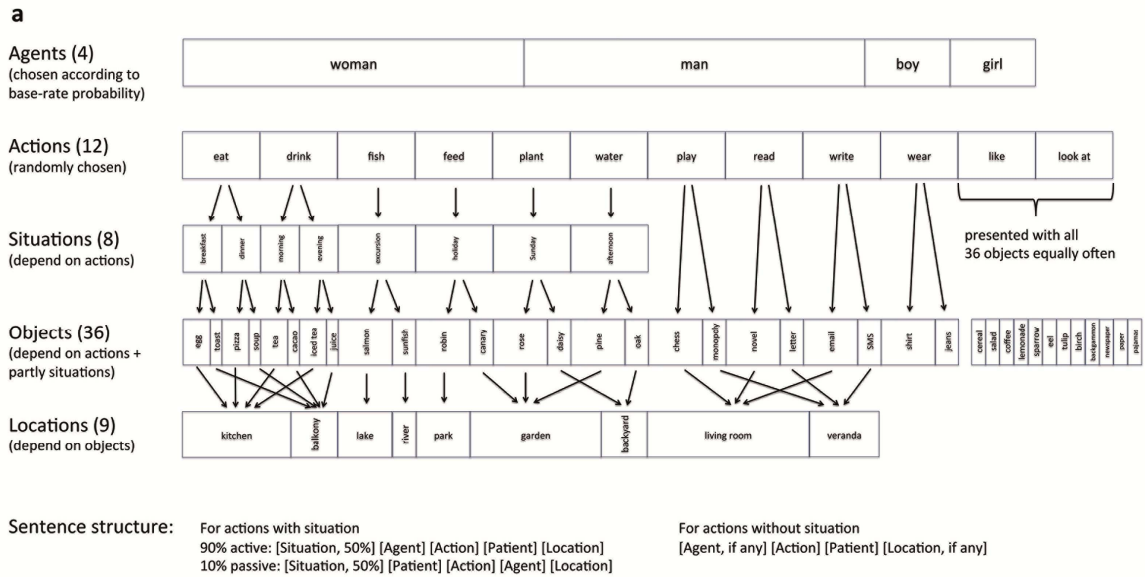 a
Agents (4)
(chosen according to
base-rate probability)
woman man boy girl
Actions (12)
(randomly chosen)
eat drink fish feed plant water play read write wear like look at
Situations (8)
(depend on actions)
breakfast dinner morning evening excursion holiday Sunday afternoon
presented with all
36 objects equally often
Objects (36)
(depend on actions +
partly situations)
egg toast pizza soup tea cacao iced tea juice salmon sunfish robin canary rose daisy pine oak chess monopoly novel letter email SMS shirt jeans cereal salad coffee lemonade sparrow eel tulip birch backgammon newspaper paper pajamas
Locations (9)
(depend on objects)
kitchen balkony lake river park garden backyard living room veranda
Sentence structure:
For actions with situation
90% active: [Situation, 50%] [Agent] [Action] [Patient] [Location]
10% passive: [Situation, 50%] [Patient] [Action] [Agent] [Location]
For actions without situation
[Agent, if any] [Action] [Patient] [Location, if any]